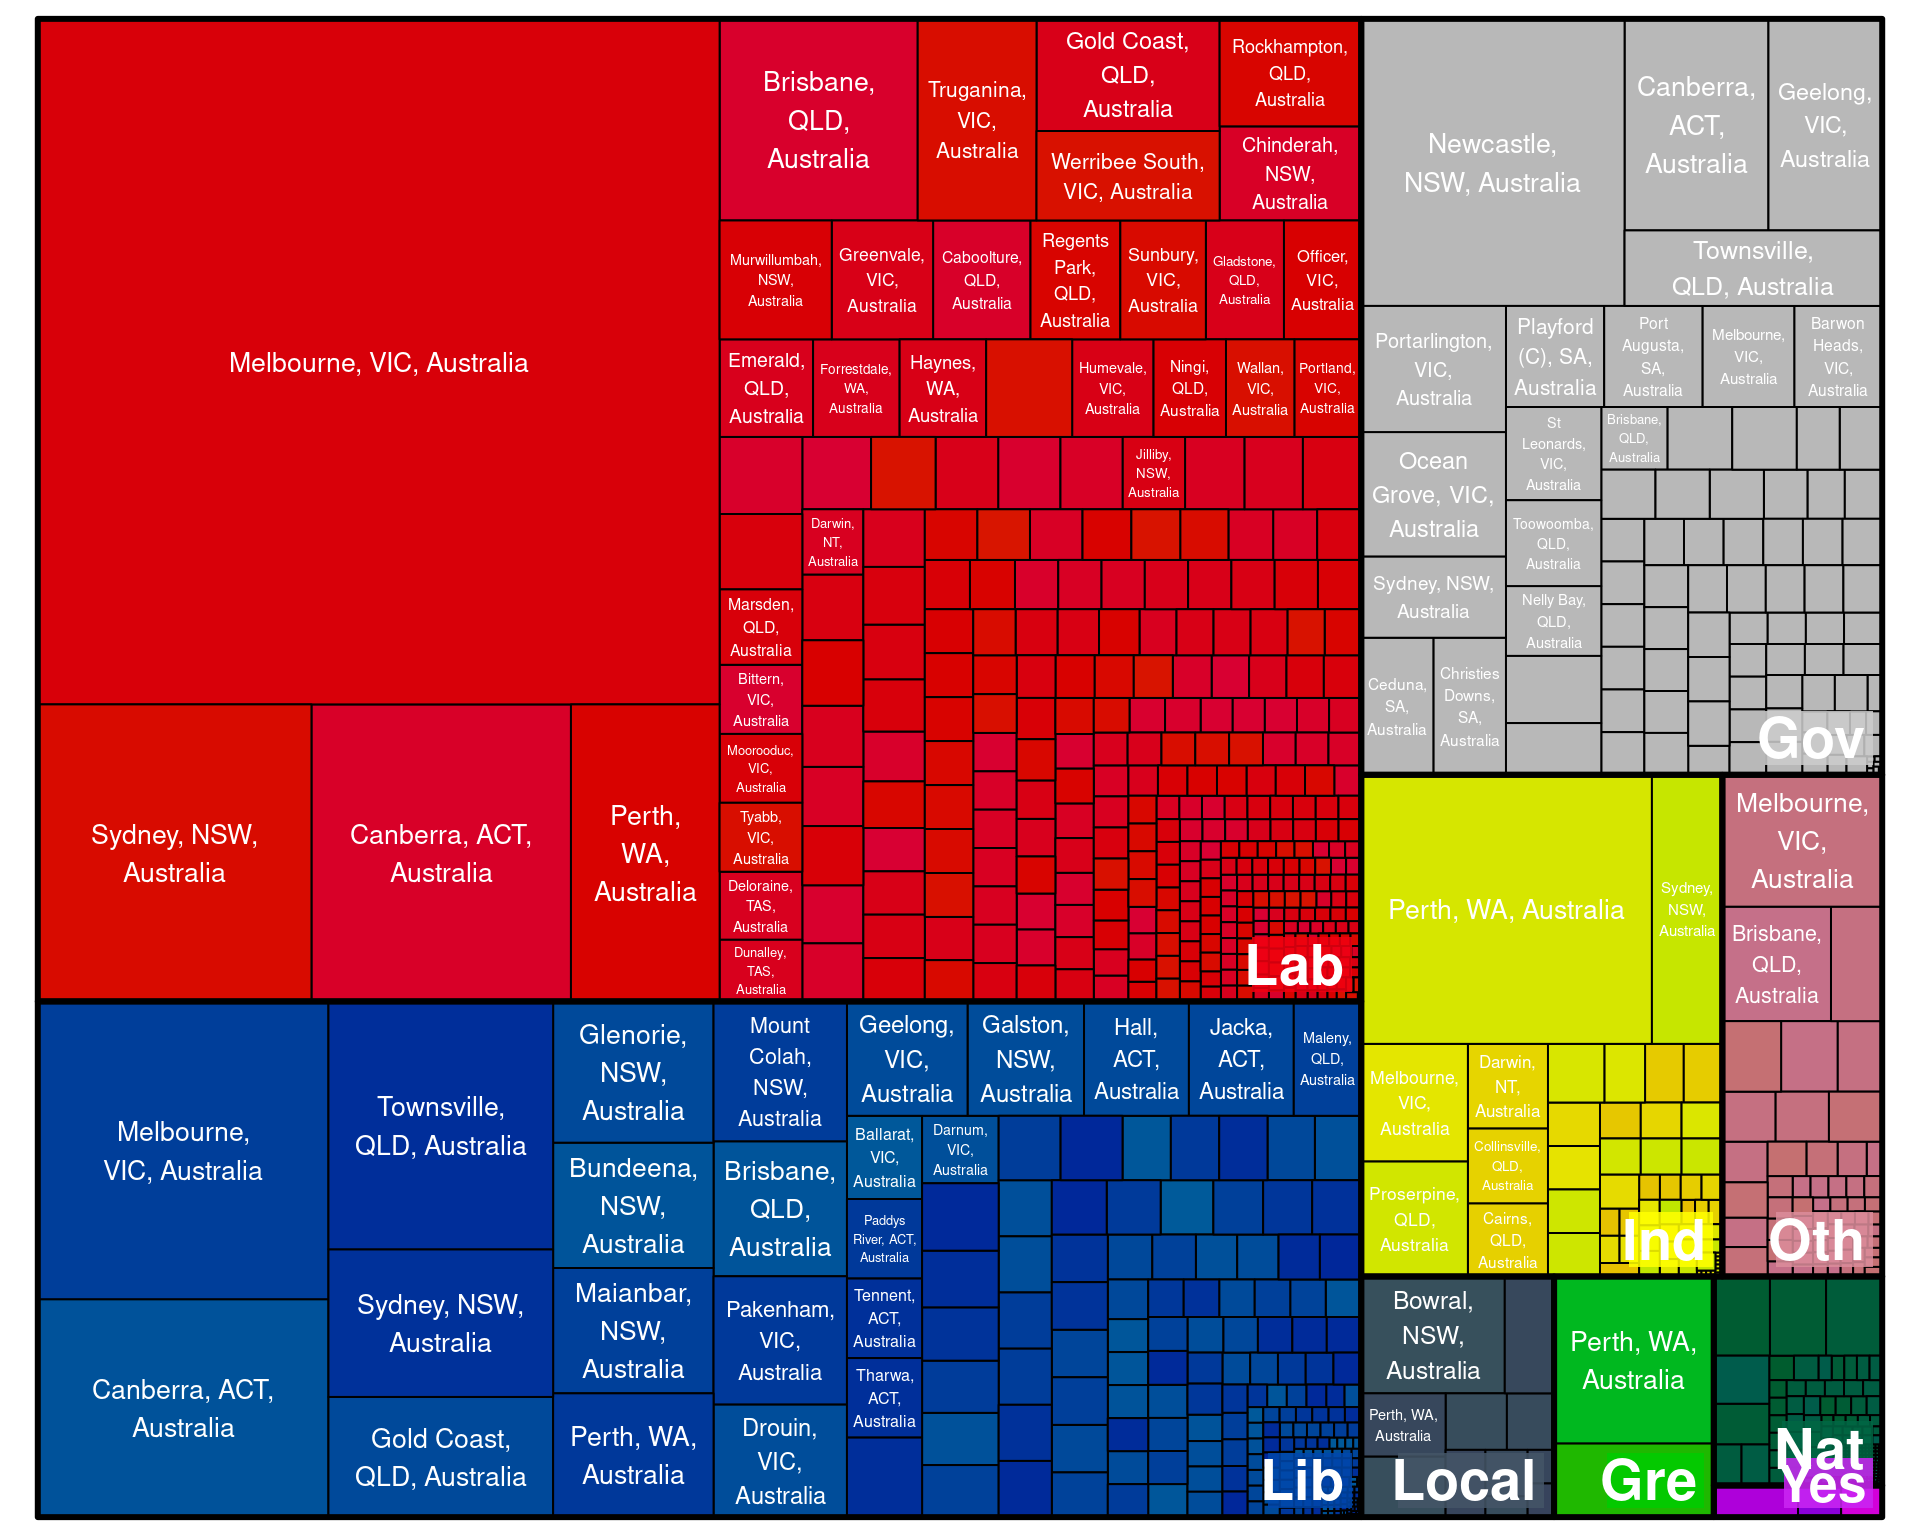 Melbourne, VIC, Australia
Sydney, NSW,
Australia
Canberra, ACT,
Australia
Perth,
WA,
Australia
Brisbane,
QLD,
Australia
Truganina,
VIC,
Australia
Gold Coast,
QLD,
Australia
Werribee South,
VIC, Australia
Rockhampton,
QLD,
Australia
Chinderah,
NSW,
Australia
Murwillumbah,
NSW,
Australia
Greenvale,
VIC,
Australia
Caboolture,
QLD,
Australia
Regents
Park,
QLD,
Australia
Sunbury,
VIC,
Australia
Gladstone,
QLD,
Australia
Officer,
VIC,
Australia
Emerald,
QLD,
Australia
Forrestdale,
WA,
Australia
Haynes,
WA,
Australia
Humevale,
VIC,
Australia
Ningi,
QLD,
Australia
Wallan,
VIC,
Australia
Portland,
VIC,
Australia
Jilliby,
NSW,
Australia
Darwin,
NT,
Australia
Marsden,
QLD,
Australia
Bittern,
VIC,
Australia
Moorooduc,
VIC,
Australia
Tyabb,
VIC,
Australia
Deloraine,
TAS,
Australia
Dunalley,
TAS,
Australia
Lab
Melbourne,
VIC, Australia
Canberra, ACT,
Australia
Townsville,
QLD, Australia
Sydney, NSW,
Australia
Gold Coast,
QLD, Australia
Glenorie,
NSW,
Australia
Bundeena,
NSW,
Australia
Maianbar,
NSW,
Australia
Perth, WA,
Australia
Mount
Colah,
NSW,
Australia
Brisbane,
QLD,
Australia
Pakenham,
VIC,
Australia
Drouin,
VIC,
Australia
Geelong,
VIC,
Australia
Galston,
NSW,
Australia
Hall,
ACT,
Australia
Jacka,
ACT,
Australia
Maleny,
QLD,
Australia
Ballarat,
VIC,
Australia
Darnum,
VIC,
Australia
Paddys
River, ACT,
Australia
Tennent,
ACT,
Australia
Tharwa,
ACT,
Australia
Lib
Newcastle,
NSW, Australia
Canberra,
ACT,
Australia
Geelong,
VIC,
Australia
Townsville,
QLD, Australia
Portarlington,
VIC,
Australia
Ocean
Grove, VIC,
Australia
Sydney, NSW,
Australia
Ceduna,
SA,
Australia
Christies
Downs,
SA,
Australia
Playford
(C), SA,
Australia
Port
Augusta,
SA,
Australia
Melbourne,
VIC,
Australia
Barwon
Heads,
VIC,
Australia
St
Leonards,
VIC,
Australia
Brisbane,
QLD,
Australia
Toowoomba,
QLD,
Australia
Nelly Bay,
QLD,
Australia
Gov
Perth, WA, Australia
Sydney,
NSW,
Australia
Melbourne,
VIC,
Australia
Proserpine,
QLD,
Australia
Darwin,
NT,
Australia
Collinsville,
QLD,
Australia
Cairns,
QLD,
Australia
Ind
Melbourne,
VIC,
Australia
Brisbane,
QLD,
Australia
Oth
Bowral,
NSW,
Australia
Perth, WA,
Australia
Local
Perth, WA,
Australia
Gre
Nat
Yes